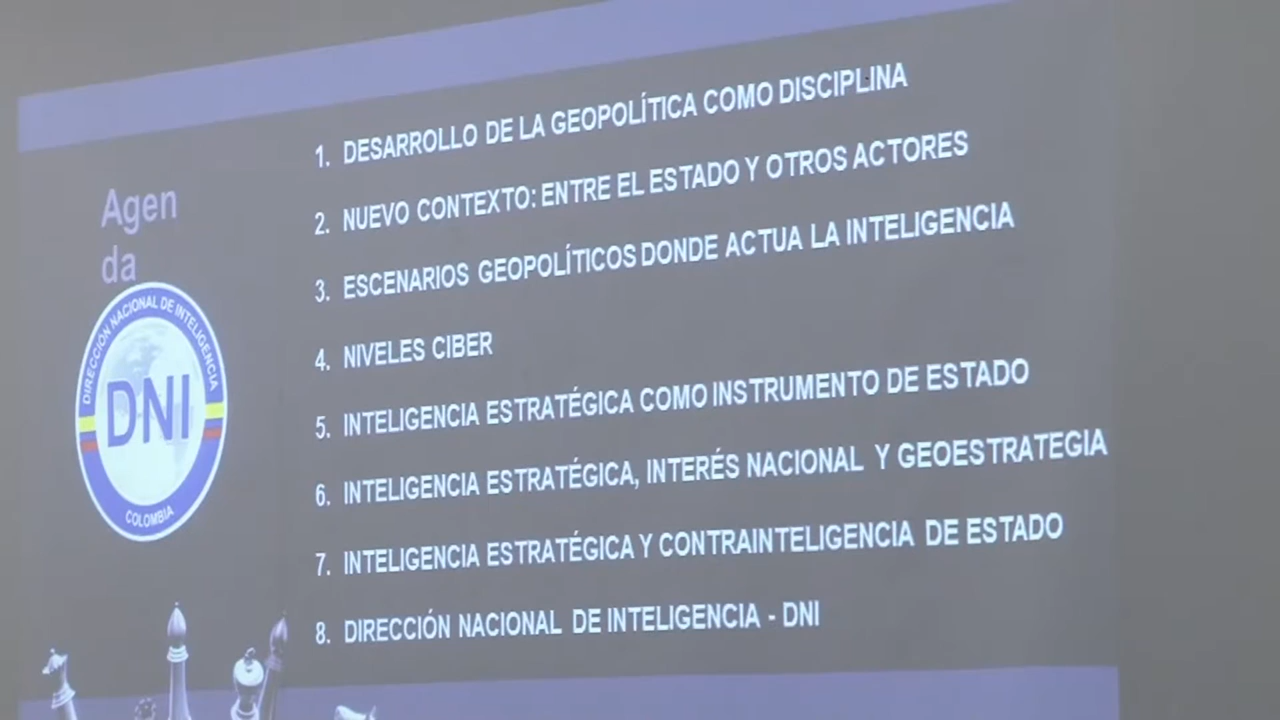 Agen
da
DIRECCIÓN NACIONAL DE INTELIGENCIA
DNI
COLOMBIA
1. DESARROLLO DE LA GEOPOLÍTICA COMO DISCIPLINA
2. NUEVO CONTEXTO: ENTRE EL ESTADO Y OTROS ACTORES
3. ESCENARIOS GEOPOLÍTICOS DONDE ACTUA LA INTELIGENCIA
4. NIVELES CIBER
5. INTELIGENCIA ESTRATÉGICA COMO INSTRUMENTO DE ESTADO
6. INTELIGENCIA ESTRATÉGICA, INTERÉS NACIONAL Y GEOESTRATEGIA
7. INTELIGENCIA ESTRATÉGICA Y CONTRAINTELIGENCIA DE ESTADO
8. DIRECCIÓN NACIONAL DE INTELIGENCIA - DNI